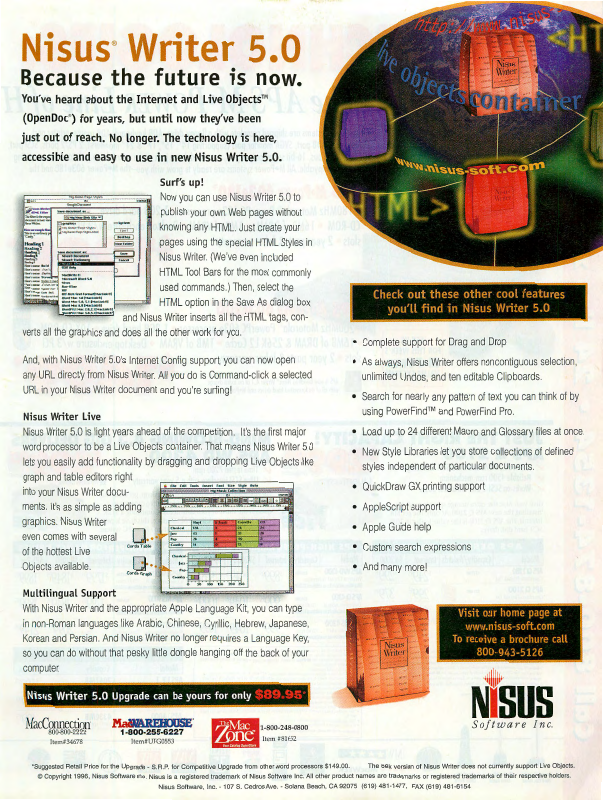 Nisus® Writer 5.0
Because the future is now.
You've heard about the Internet and Live Objects™
(OpenDoc®) for years, but until now they've been
just out of reach. No longer. The technology is here,
accessible and easy to use in new Nisus Writer 5.0.
http://www.nisus
<HT
live objects container
Nisus
Writer
www.nisus-soft.com
HTML>
Surf's up!
Now you can use Nisus Writer 5.0 to
publish your own Web pages without
knowing any HTML. Just create your
pages using the special HTML Styles in
Nisus Writer. (We've even included
HTML Tool Bars for the most commonly
used commands.) Then, select the
HTML option in the Save As dialog box
and Nisus Writer inserts all the HTML tags, con-
verts all the graphics and does all the other work for you.
And, with Nisus Writer 5.0's Internet Config support, you can now open
any URL directly from Nisus Writer. All you do is Command-click a selected
URL in your Nisus Writer document and you're surfing!
Nisus Writer Live
Nisus Writer 5.0 is light years ahead of the competition. It's the first major
word processor to be a Live Objects container. That means Nisus Writer 5.0
lets you easily add functionality by dragging and dropping Live Objects like
graph and table editors right
into your Nisus Writer docu-
ments. It's as simple as adding
graphics. Nisus Writer
even comes with several
of the hottest Live
Objects available.
Cords Table
Cords Graph
My Music Collection
Classical
Jazz
Pop
Country
0 50 100 150 200 250
Multilingual Support
With Nisus Writer and the appropriate Apple Language Kit, you can type
in non-Roman languages like Arabic, Chinese, Cyrillic, Hebrew, Japanese,
Korean and Persian. And Nisus Writer no longer requires a Language Key,
so you can do without that pesky little dongle hanging off the back of your
computer.
Check out these other cool features
you'll find in Nisus Writer 5.0
• Complete support for Drag and Drop
• As always, Nisus Writer offers noncontiguous selection,
unlimited Undos, and ten editable Clipboards.
• Search for nearly any pattern of text you can think of by
using PowerFind™ and PowerFind Pro.
• Load up to 24 different Macro and Glossary files at once.
• New Style Libraries let you store collections of defined
styles independent of particular documents.
• QuickDraw GX printing support
• AppleScript support
• Apple Guide help
• Custom search expressions
• And many more!
Nisus
Writer
Visit our home page at
www.nisus-soft.com
To receive a brochure call
800-943-5126
Nisus Writer 5.0 Upgrade can be yours for only $89.95*
MacConnection
800-800-2222
Item#34678
MacWAREHOUSE
1-800-255-6227
Item#UTG0553
The Mac Zone
1-800-248-0800
Item #81652
NISUS
Software Inc.
*Suggested Retail Price for the Upgrade - S.R.P. for Competitive Upgrade from other word processors $149.00. The 68k version of Nisus Writer does not currently support Live Objects.
© Copyright 1996, Nisus Software Inc. Nisus is a registered trademark of Nisus Software Inc. All other product names are trademarks or registered trademarks of their respective holders.
Nisus Software, Inc. - 107 S. Cedros Ave. - Solana Beach, CA 92075 (619) 481-1477, FAX (619) 481-6154